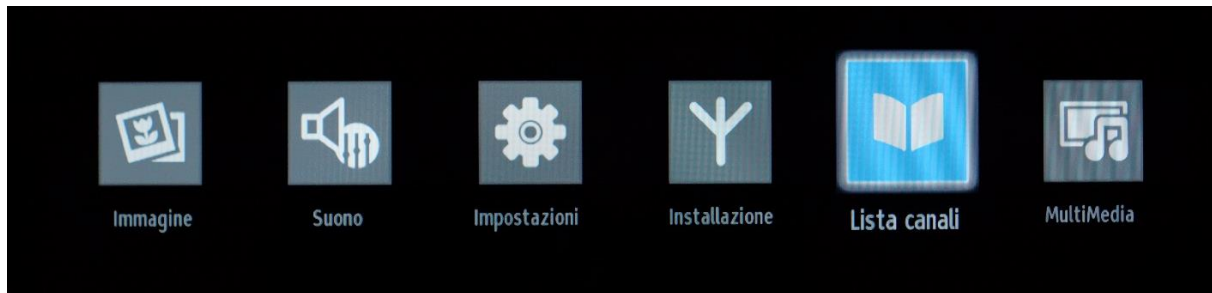 Immagine
Suono
Impostazioni
Installazione
Lista canali
MultiMedia